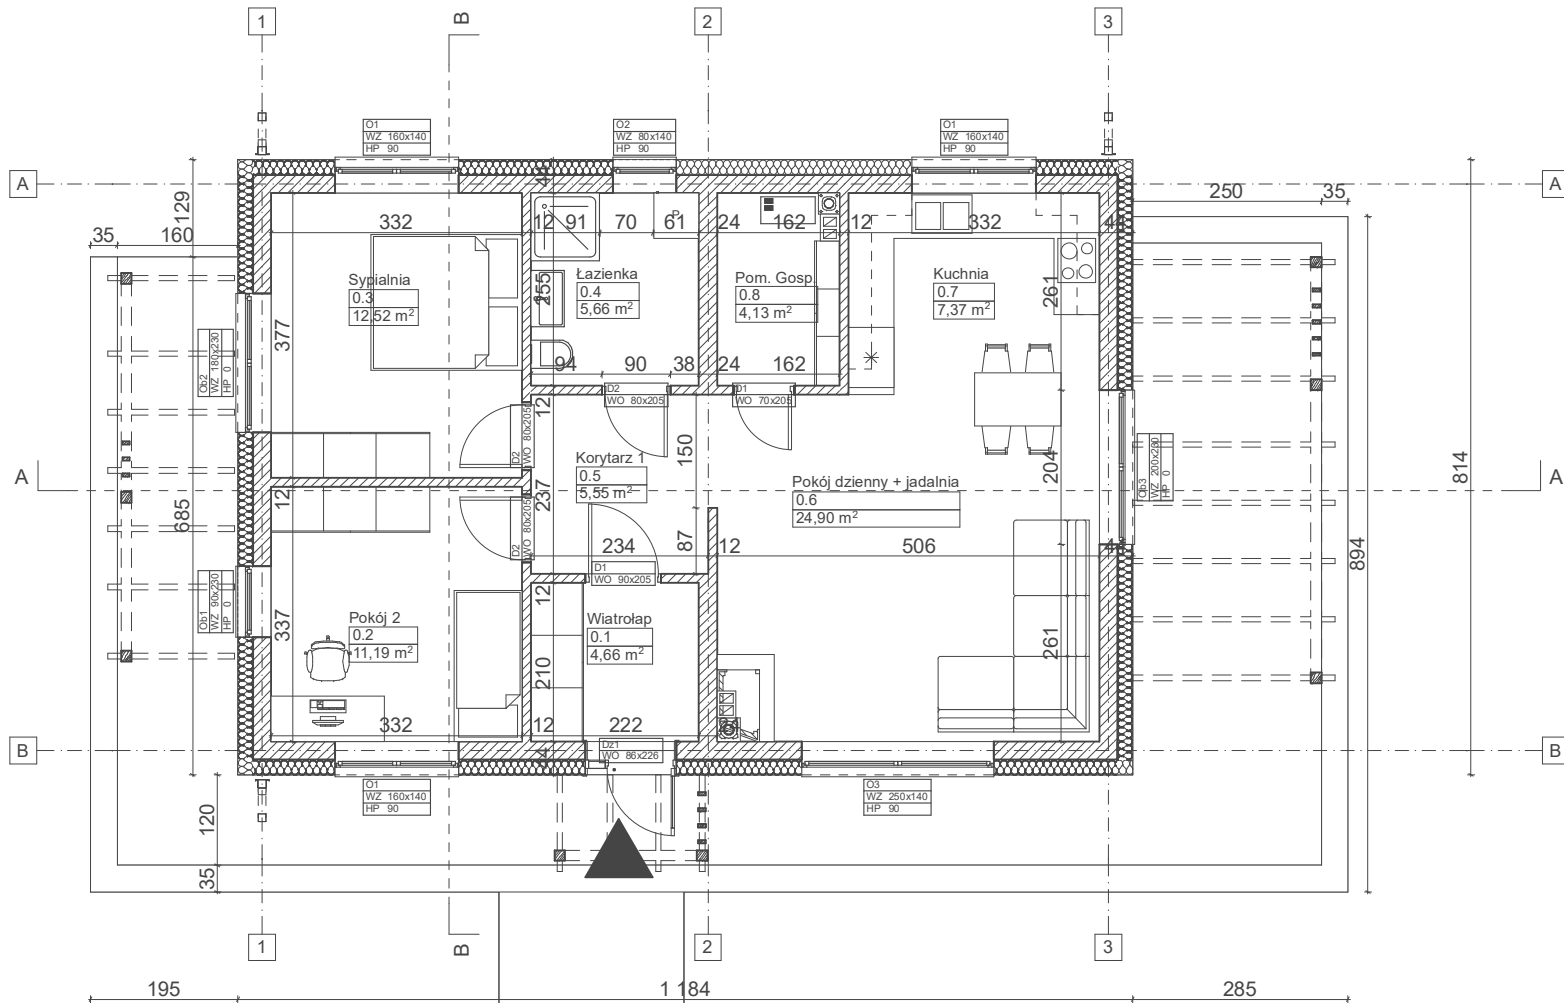 1
B
2
3
O1
WZ 160x140
HP 90
O2
WZ 80x140
HP 90
O1
WZ 160x140
HP 90
A
A
129
44
250
35
35
160
332
12
91
70
61
P
24
162
12
332
44
Sypialnia
0.3
12,52 m²
Łazienka
0.4
5,66 m²
Pom. Gosp.
0.8
4,13 m²
Kuchnia
0.7
7,37 m²
255
261
377
Ob2
WZ 180x230
HP 0
94
90
38
24
162
D2
WO 80x205
D1
WO 70x205
12
D2
WO 80x205
150
Korytarz 1
0.5
5,55 m²
Pokój dzienny + jadalnia
0.6
24,90 m²
204
Ob3
WZ 200x230
HP 0
814
A
A
12
685
237
D2
WO 80x205
87
234
12
506
44
894
D1
WO 90x205
Ob1
WZ 90x230
HP 0
337
12
Pokój 2
0.2
11,19 m²
Wiatrołap
0.1
4,66 m²
210
261
332
12
222
B
B
44
Dz1
WO 86x226
O1
WZ 160x140
HP 90
O3
WZ 250x140
HP 90
120
35
1
B
2
3
195
1 184
285